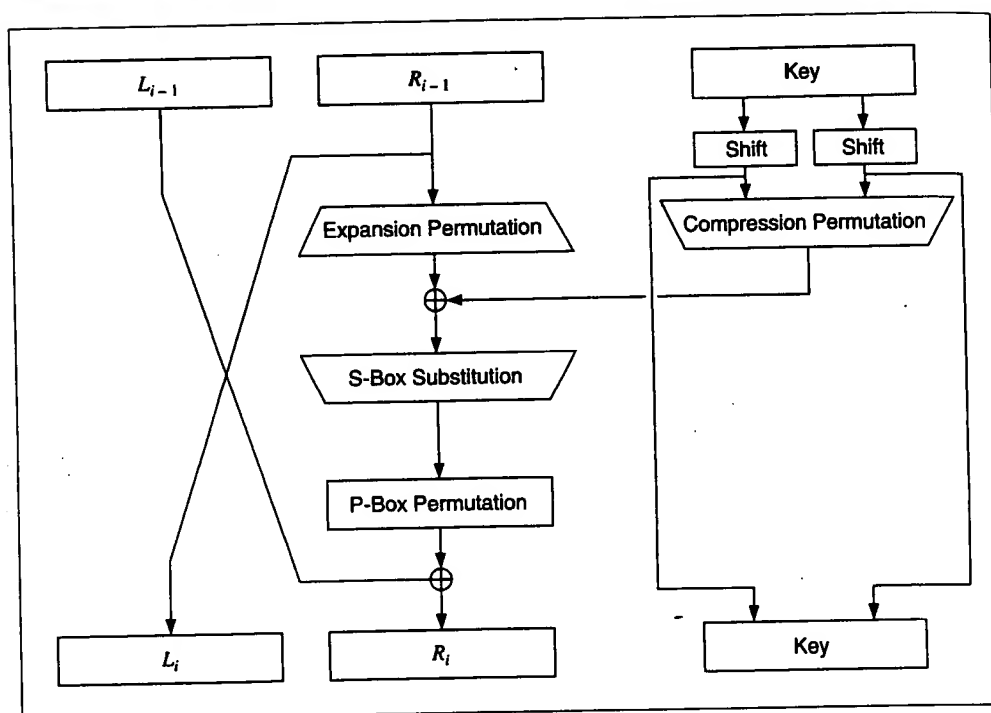 L_{i-1}
R_{i-1}
Key
Shift
Shift
Expansion Permutation
Compression Permutation
S-Box Substitution
P-Box Permutation
L_i
R_i
Key